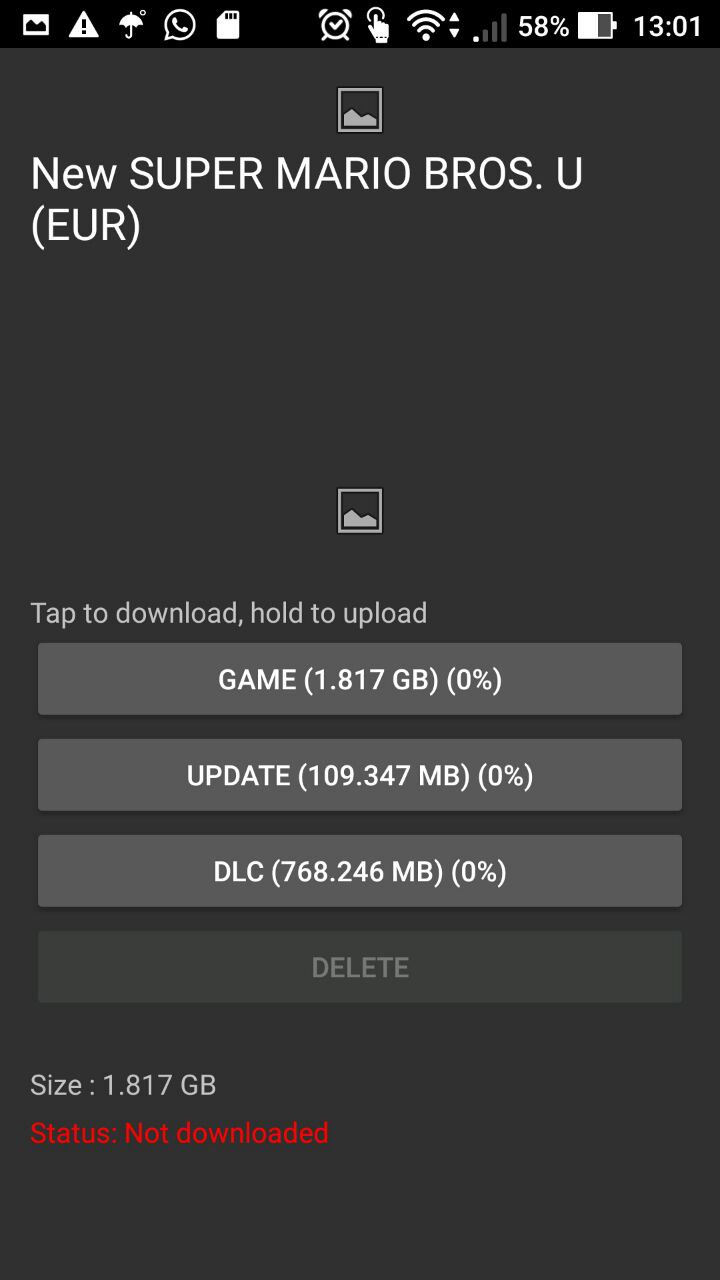 58% 13:01
New SUPER MARIO BROS. U
(EUR)
Tap to download, hold to upload
GAME (1.817 GB) (0%)
UPDATE (109.347 MB) (0%)
DLC (768.246 MB) (0%)
DELETE
Size : 1.817 GB
Status: Not downloaded